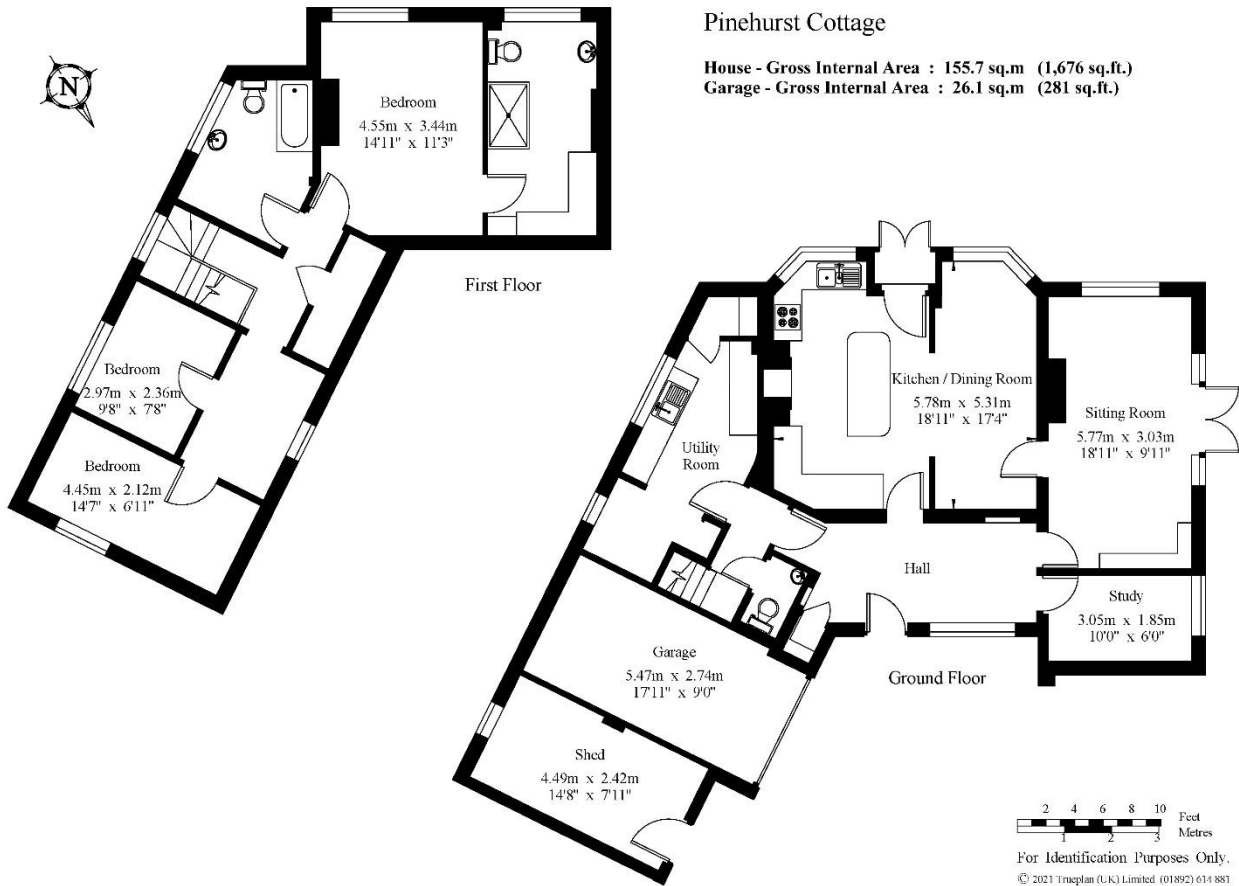 Pinehurst Cottage
House - Gross Internal Area : 155.7 sq.m (1,676 sq.ft.)
Garage - Gross Internal Area : 26.1 sq.m (281 sq.ft.)
N
Bedroom
4.55m x 3.44m
14'11" x 11'3"
First Floor
Bedroom
2.97m x 2.36m
9'8" x 7'8"
Bedroom
4.45m x 2.12m
14'7" x 6'11"
Kitchen / Dining Room
5.78m x 5.31m
18'11" x 17'4"
Sitting Room
5.77m x 3.03m
18'11" x 9'11"
Utility
Room
Hall
Study
3.05m x 1.85m
10'0" x 6'0"
Garage
5.47m x 2.74m
17'11" x 9'0"
Ground Floor
Shed
4.49m x 2.42m
14'8" x 7'11"
2 4 6 8 10 Feet
1 2 3 Metres
For Identification Purposes Only.
© 2021 Trueplan (UK) Limited (01892) 614 881